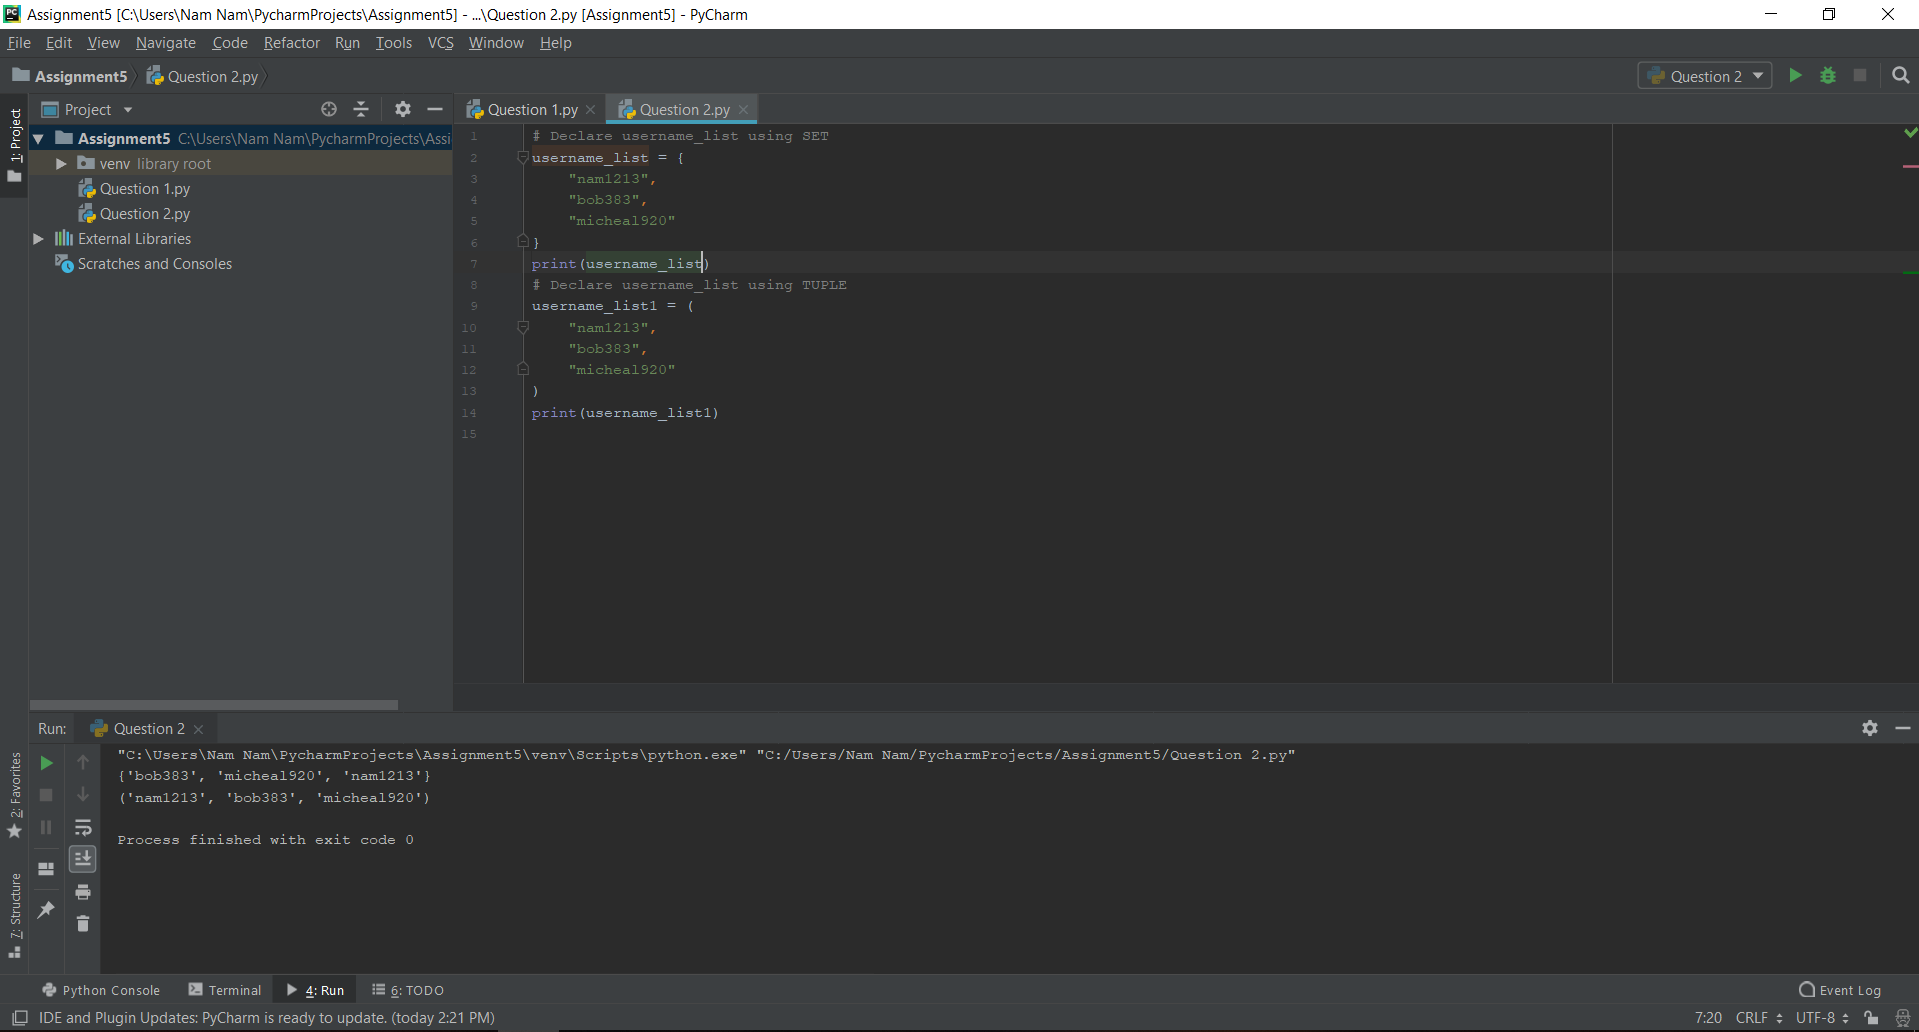 Assignment5 [C:\Users\Nam Nam\PycharmProjects\Assignment5] - ...\Question 2.py [Assignment5] - PyCharm
File Edit View Navigate Code Refactor Run Tools VCS Window Help
Assignment5 Question 2.py
Question 2
1: Project
Project
Question 1.py
Question 2.py
Assignment5 C:\Users\Nam Nam\PycharmProjects\Assi
venv library root
Question 1.py
Question 2.py
External Libraries
Scratches and Consoles
1 # Declare username_list using SET
2 username_list = {
3 "nam1213",
4 "bob383",
5 "micheal920"
6 }
7 print(username_list)
8 # Declare username_list using TUPLE
9 username_list1 = (
10 "nam1213",
11 "bob383",
12 "micheal920"
13 )
14 print(username_list1)
15
Run: Question 2
"C:\Users\Nam Nam\PycharmProjects\Assignment5\venv\Scripts\python.exe" "C:/Users/Nam Nam/PycharmProjects/Assignment5/Question 2.py"
{'bob383', 'micheal920', 'nam1213'}
('nam1213', 'bob383', 'micheal920')
Process finished with exit code 0
2: Favorites
7: Structure
Python Console Terminal 4: Run 6: TODO Event Log
IDE and Plugin Updates: PyCharm is ready to update. (today 2:21 PM) 7:20 CRLF UTF-8